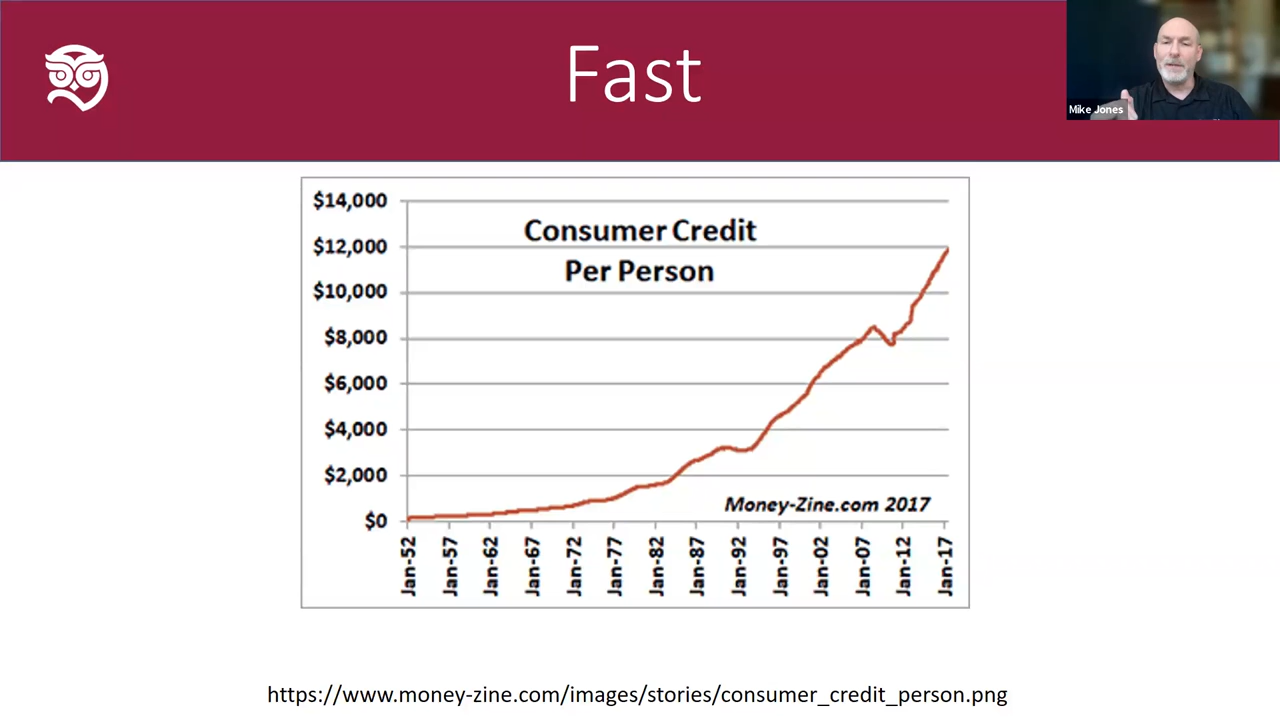 Fast
Mike Jones
Consumer Credit
Per Person
$14,000
$12,000
$10,000
$8,000
$6,000
$4,000
$2,000
$0
Money-Zine.com 2017
Jan-52
Jan-57
Jan-62
Jan-67
Jan-72
Jan-77
Jan-82
Jan-87
Jan-92
Jan-97
Jan-02
Jan-07
Jan-12
Jan-17
https://www.money-zine.com/images/stories/consumer_credit_person.png